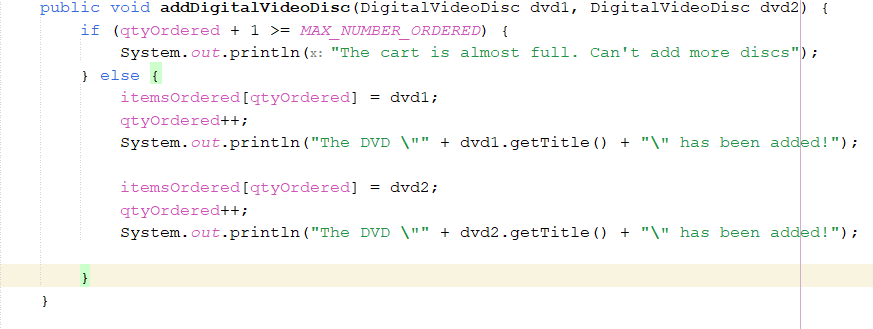 public void addDigitalVideoDisc(DigitalVideoDisc dvd1, DigitalVideoDisc dvd2) {
if (qtyOrdered + 1 >= MAX_NUMBER_ORDERED) {
System.out.println(x: "The cart is almost full. Can't add more discs");
} else {
itemsOrdered[qtyOrdered] = dvd1;
qtyOrdered++;
System.out.println("The DVD \"" + dvd1.getTitle() + "\" has been added!");
itemsOrdered[qtyOrdered] = dvd2;
qtyOrdered++;
System.out.println("The DVD \"" + dvd2.getTitle() + "\" has been added!");
}
}